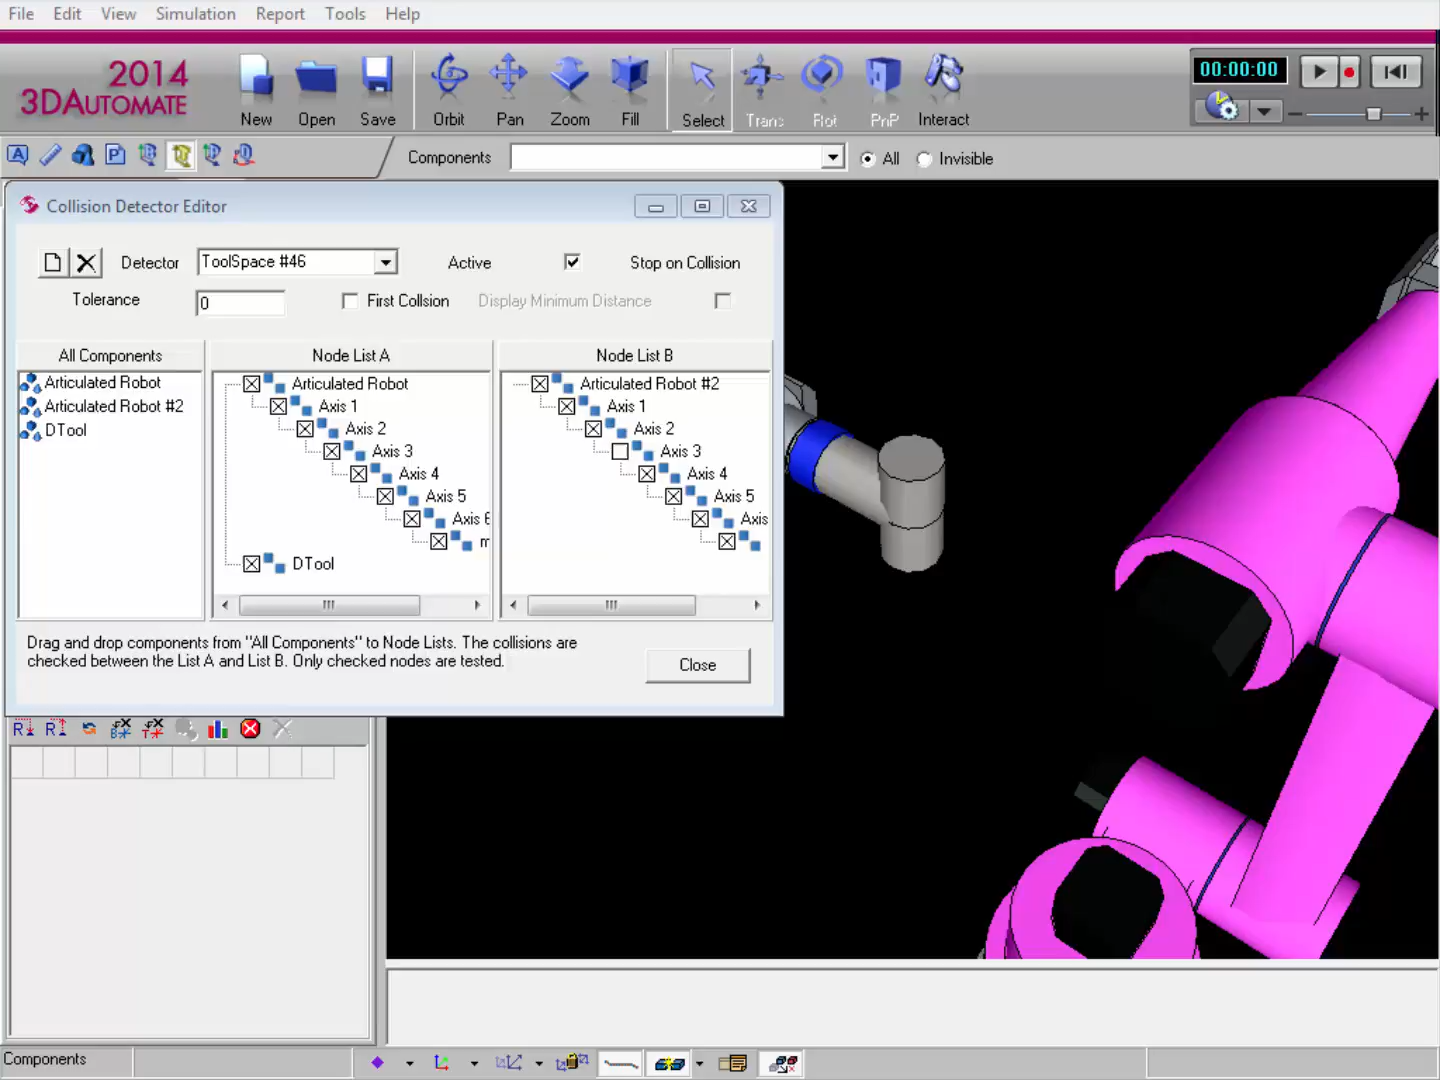 File Edit View Simulation Report Tools Help
2014
3DAutomate
New Open Save Orbit Pan Zoom Fill Select Trans Rot PnP Interact
00:00:00
Components All Invisible
Collision Detector Editor
Detector ToolSpace #46 Active Stop on Collision
Tolerance 0 First Collsion Display Minimum Distance
All Components Node List A Node List B
Articulated Robot
Articulated Robot #2
DTool
Articulated Robot
Axis 1
Axis 2
Axis 3
Axis 4
Axis 5
Axis 6
m
DTool
Articulated Robot #2
Axis 1
Axis 2
Axis 3
Axis 4
Axis 5
Axis
Drag and drop components from "All Components" to Node Lists. The collisions are
checked between the List A and List B. Only checked nodes are tested.
Close
Components